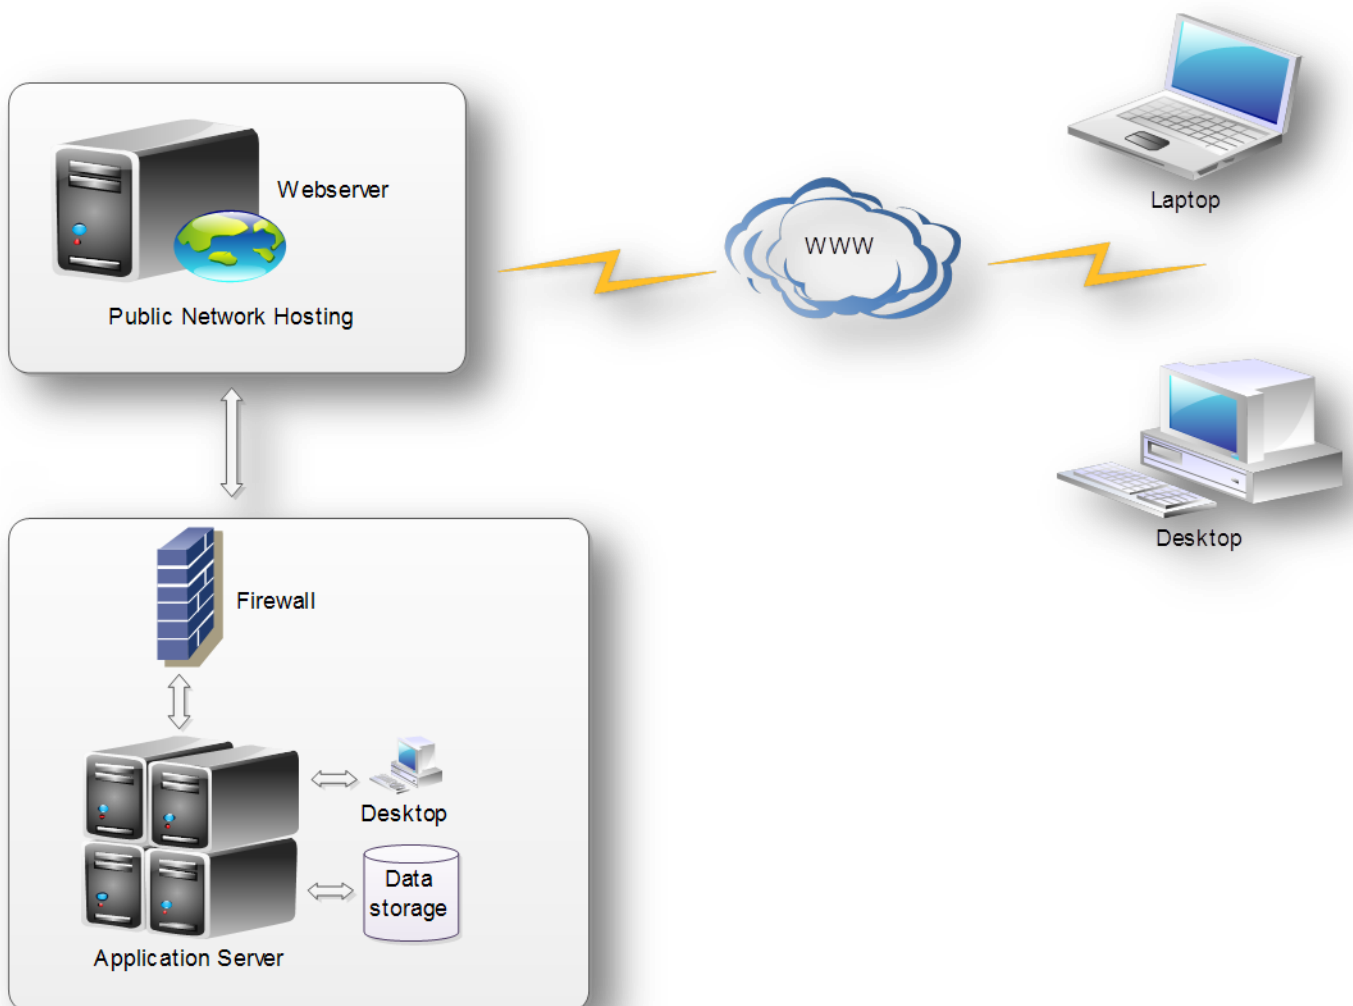 Webserver
Public Network Hosting
WWW
Laptop
Desktop
Firewall
Desktop
Data
storage
Application Server